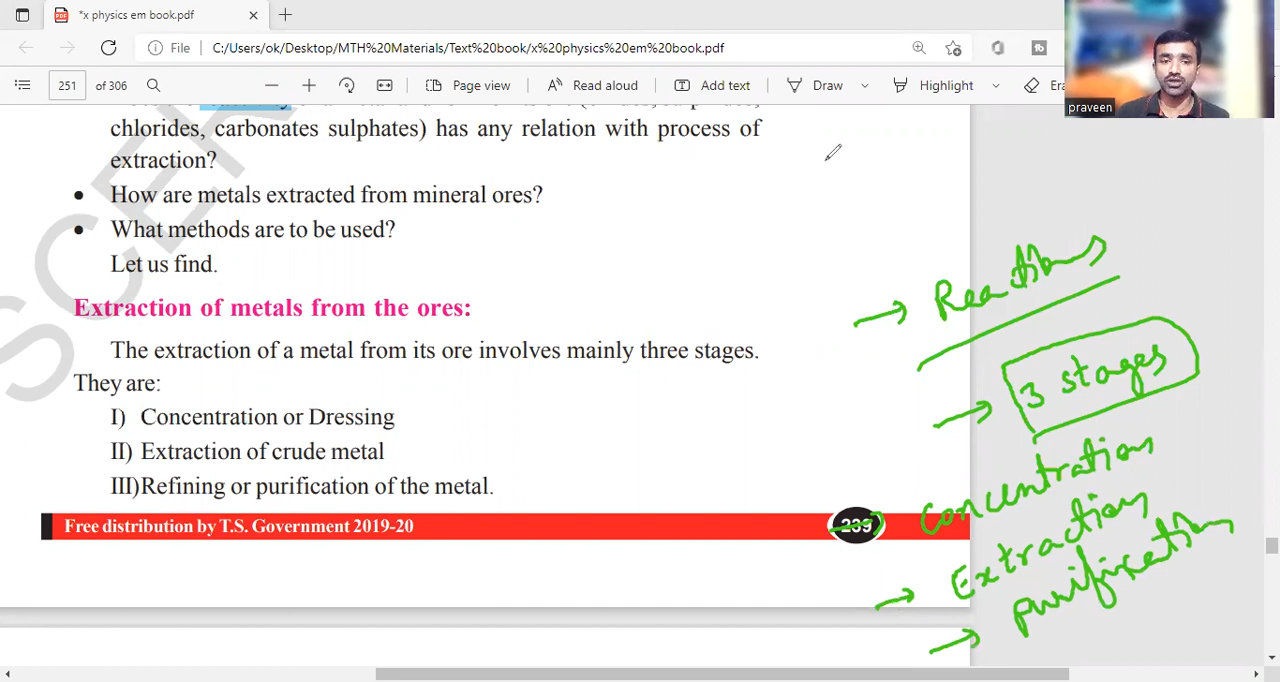 *x physics em book.pdf
File C:/Users/ok/Desktop/MTH%20Materials/Text%20book/x%20physics%20em%20book.pdf
251 of 306 Page view Read aloud Add text Draw Highlight
praveen
chlorides, carbonates sulphates) has any relation with process of
extraction?
• How are metals extracted from mineral ores?
• What methods are to be used?
Let us find.
Extraction of metals from the ores:
The extraction of a metal from its ore involves mainly three stages.
They are:
I) Concentration or Dressing
II) Extraction of crude metal
III)Refining or purification of the metal.
Free distribution by T.S. Government 2019-20 239
→ Reactions
→ 3 stages
Concentration
→ Extraction
→ purification